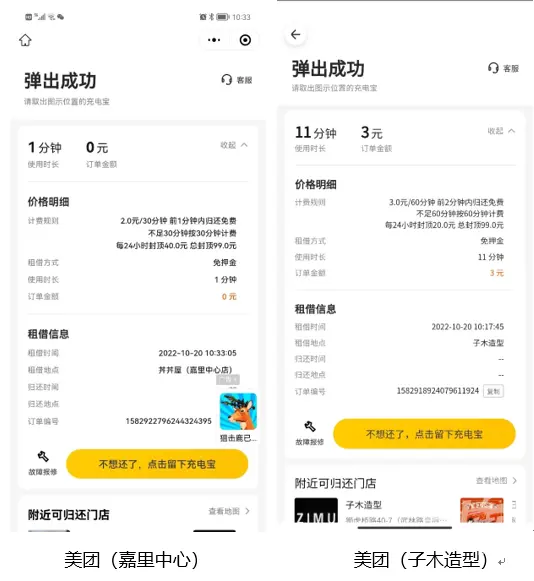 10:33
弹出成功
请取出图示位置的充电宝
客服
1 分钟
使用时长
0 元
订单金额
收起
价格明细
计费规则
2.0元/30分钟 前1分钟内归还免费
不足30分钟按30分钟计费
每24小时封顶40.0元 总封顶99.0元
租借方式
免押金
使用时长
1 分钟
订单金额
0 元
租借信息
租借时间
2022-10-20 10:33:05
租借地点
丼丼屋（嘉里中心店）
归还时间
--
归还地点
订单编号
1582922796244324395
狙击鹿已...
故障报修
不想还了，点击留下充电宝
附近可归还门店
查看地图
美团（嘉里中心）
弹出成功
请取出图示位置的充电宝
客服
11 分钟
使用时长
3 元
订单金额
收起
价格明细
计费规则
3.0元/60分钟 前2分钟内归还免费
不足60分钟按60分钟计费
每24小时封顶20.0元 总封顶99.0元
租借方式
免押金
使用时长
11 分钟
订单金额
3 元
租借信息
租借时间
2022-10-20 10:17:45
租借地点
子木造型
归还时间
--
归还地点
--
订单编号
1582918924079611924
复制
故障报修
不想还了，点击留下充电宝
附近可归还门店
查看地图
ZIMU
子木造型
美团（子木造型）